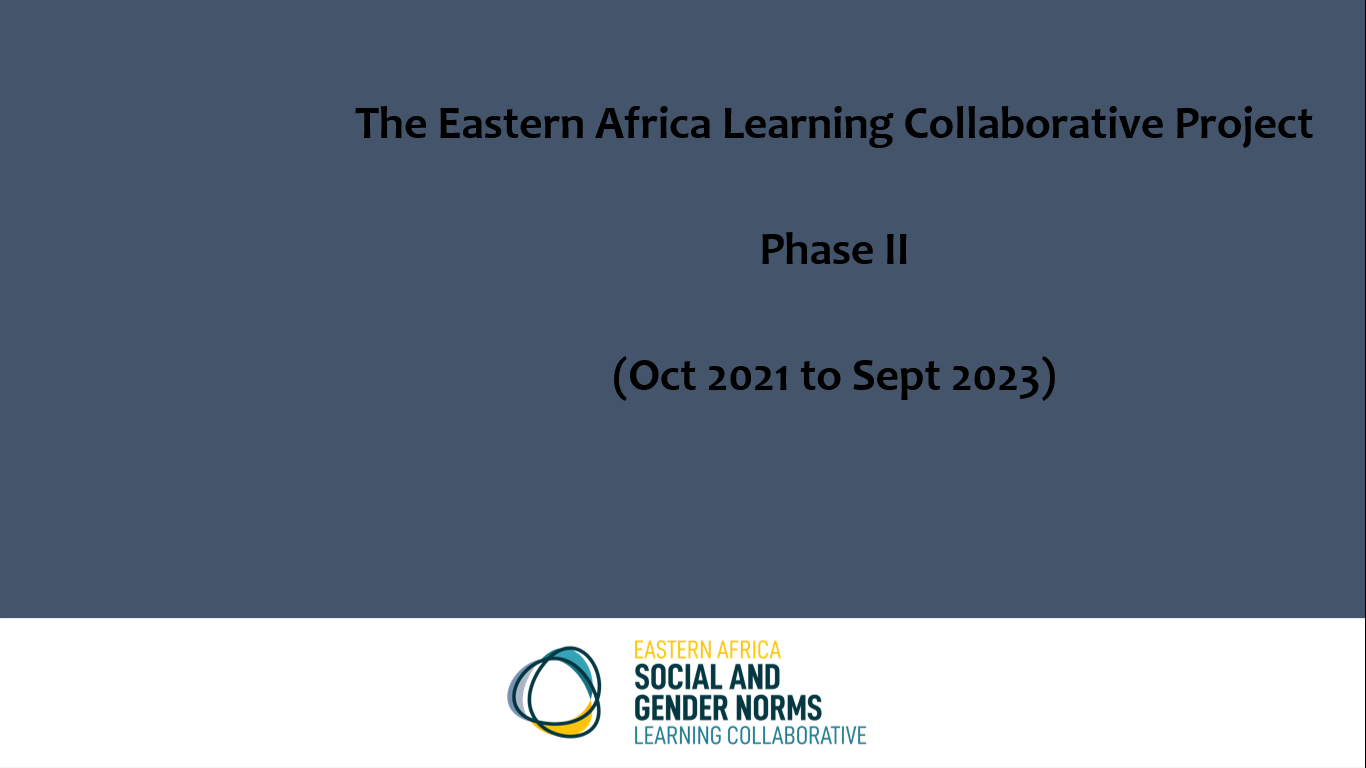 The Eastern Africa Learning Collaborative Project
Phase II
(Oct 2021 to Sept 2023)
EASTERN AFRICA
SOCIAL AND
GENDER NORMS
LEARNING COLLABORATIVE